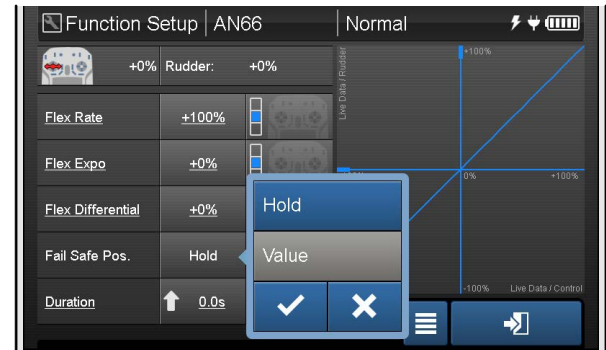 Function Setup AN66 Normal
+0% Rudder: +0%
Flex Rate +100%
Flex Expo +0%
Flex Differential +0%
Fail Safe Pos. Hold
Duration 0.0s
Hold
Value
Live Data / Rudder
+100%
0% +100%
-100% Live Data / Control